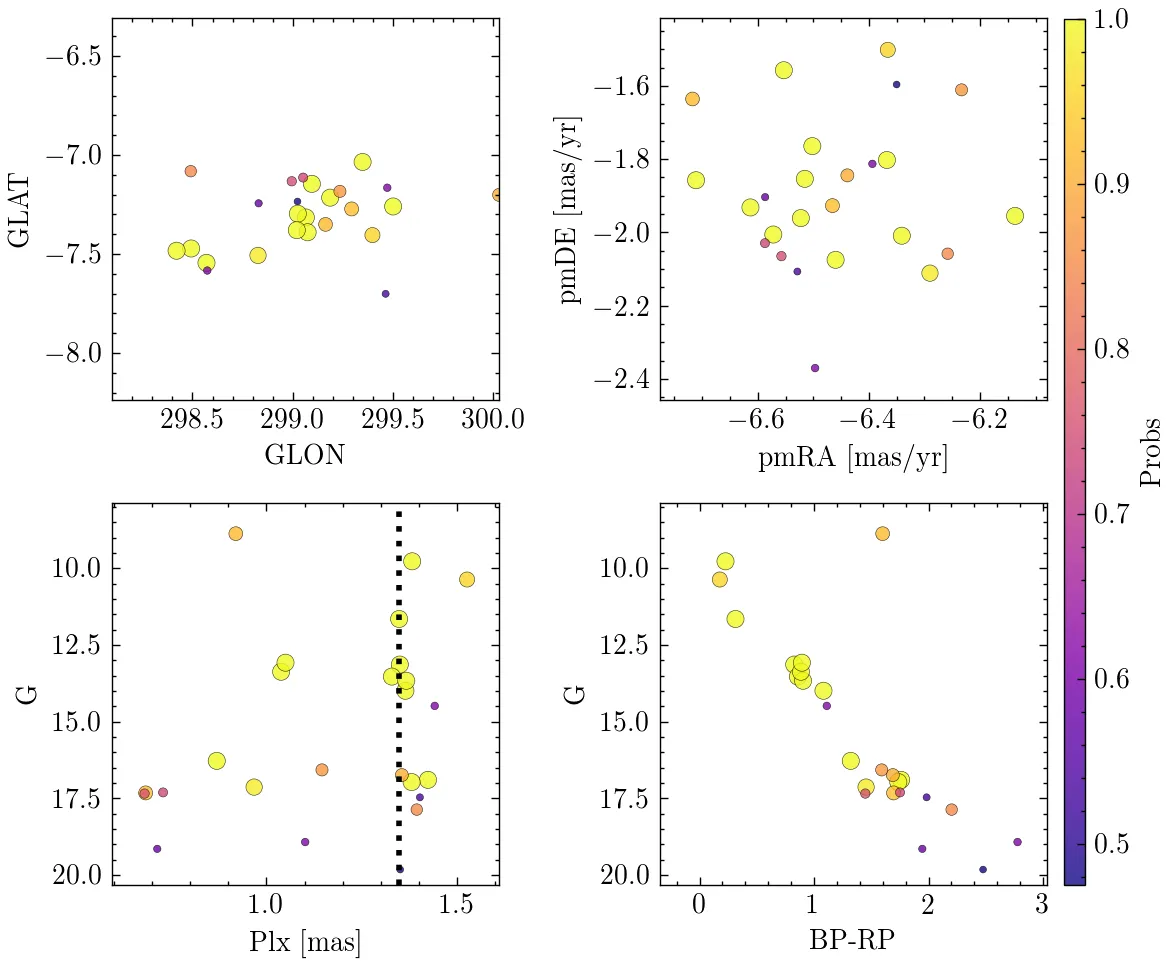 −6.5
−7.0
−7.5
−8.0
GLAT
298.5 299.0 299.5 300.0
GLON
−1.6
−1.8
−2.0
−2.2
−2.4
pmDE [mas/yr]
−6.6 −6.4 −6.2
pmRA [mas/yr]
1.0
0.9
0.8
0.7
0.6
0.5
Probs
10.0
12.5
15.0
17.5
20.0
G
1.0 1.5
Plx [mas]
10.0
12.5
15.0
17.5
20.0
G
0 1 2 3
BP-RP